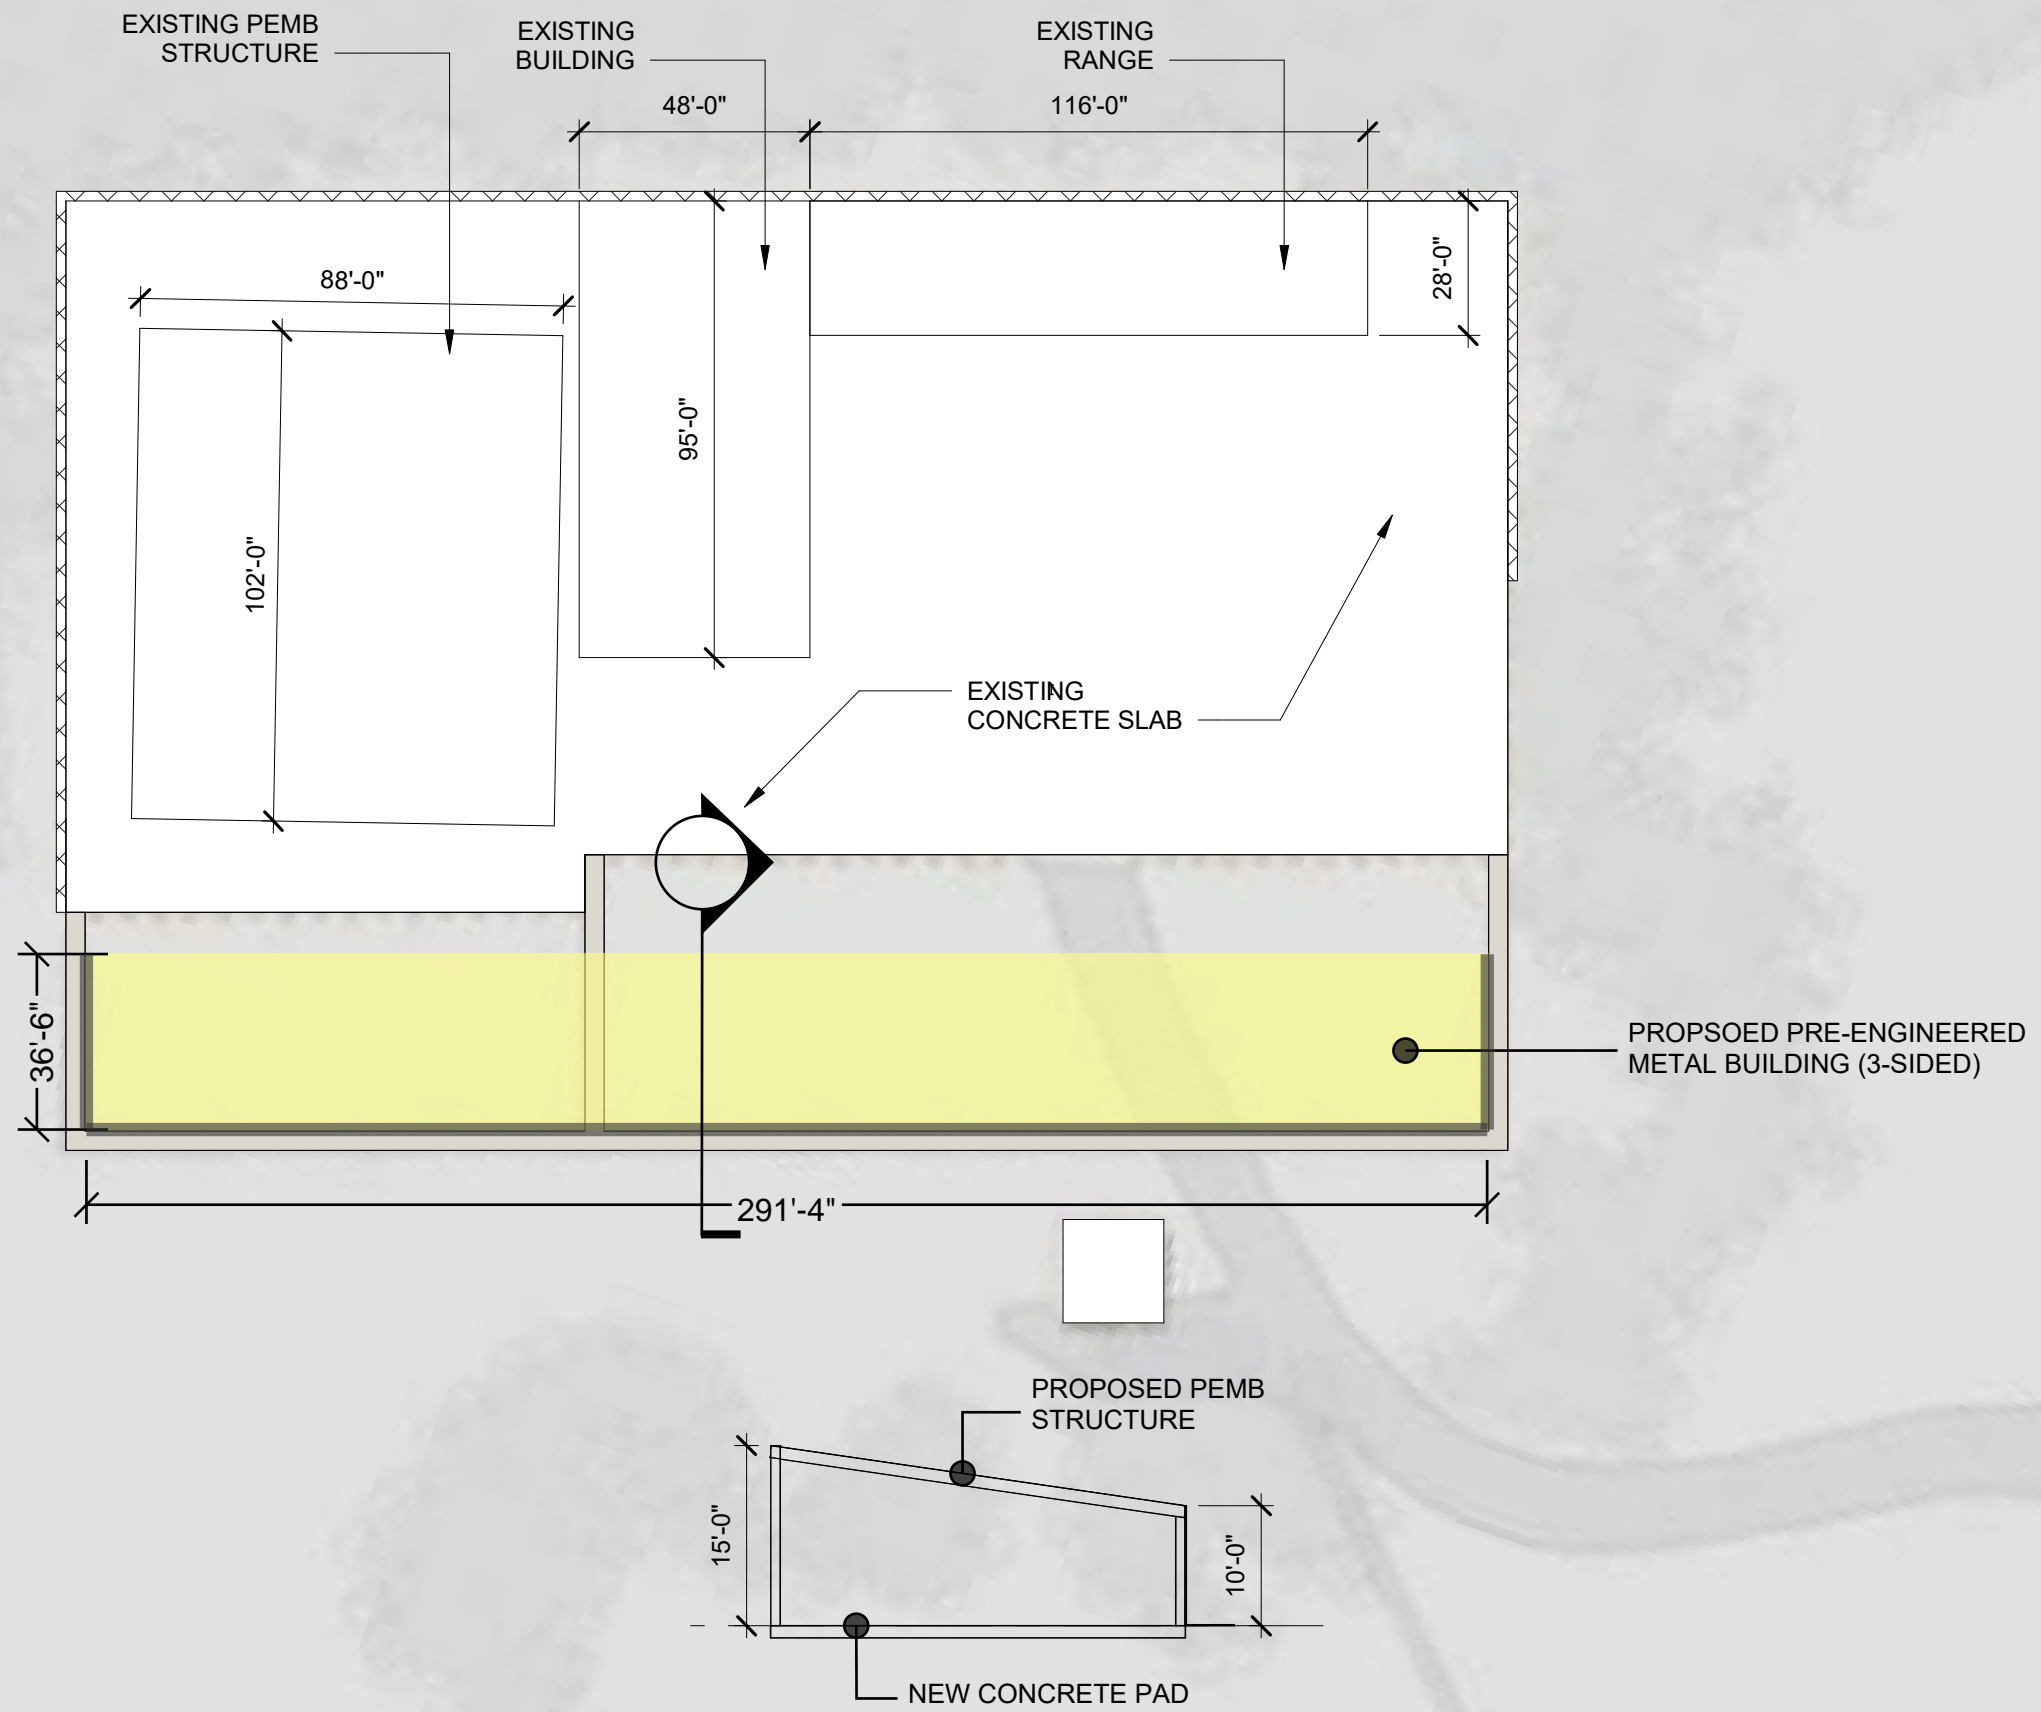 EXISTING PEMB
STRUCTURE
EXISTING
BUILDING
EXISTING
RANGE
48'-0"
116'-0"
28'-0"
88'-0"
95'-0"
102'-0"
EXISTING
CONCRETE SLAB
36'-6"
PROPSOED PRE-ENGINEERED
METAL BUILDING (3-SIDED)
291'-4"
PROPOSED PEMB
STRUCTURE
15'-0"
10'-0"
NEW CONCRETE PAD